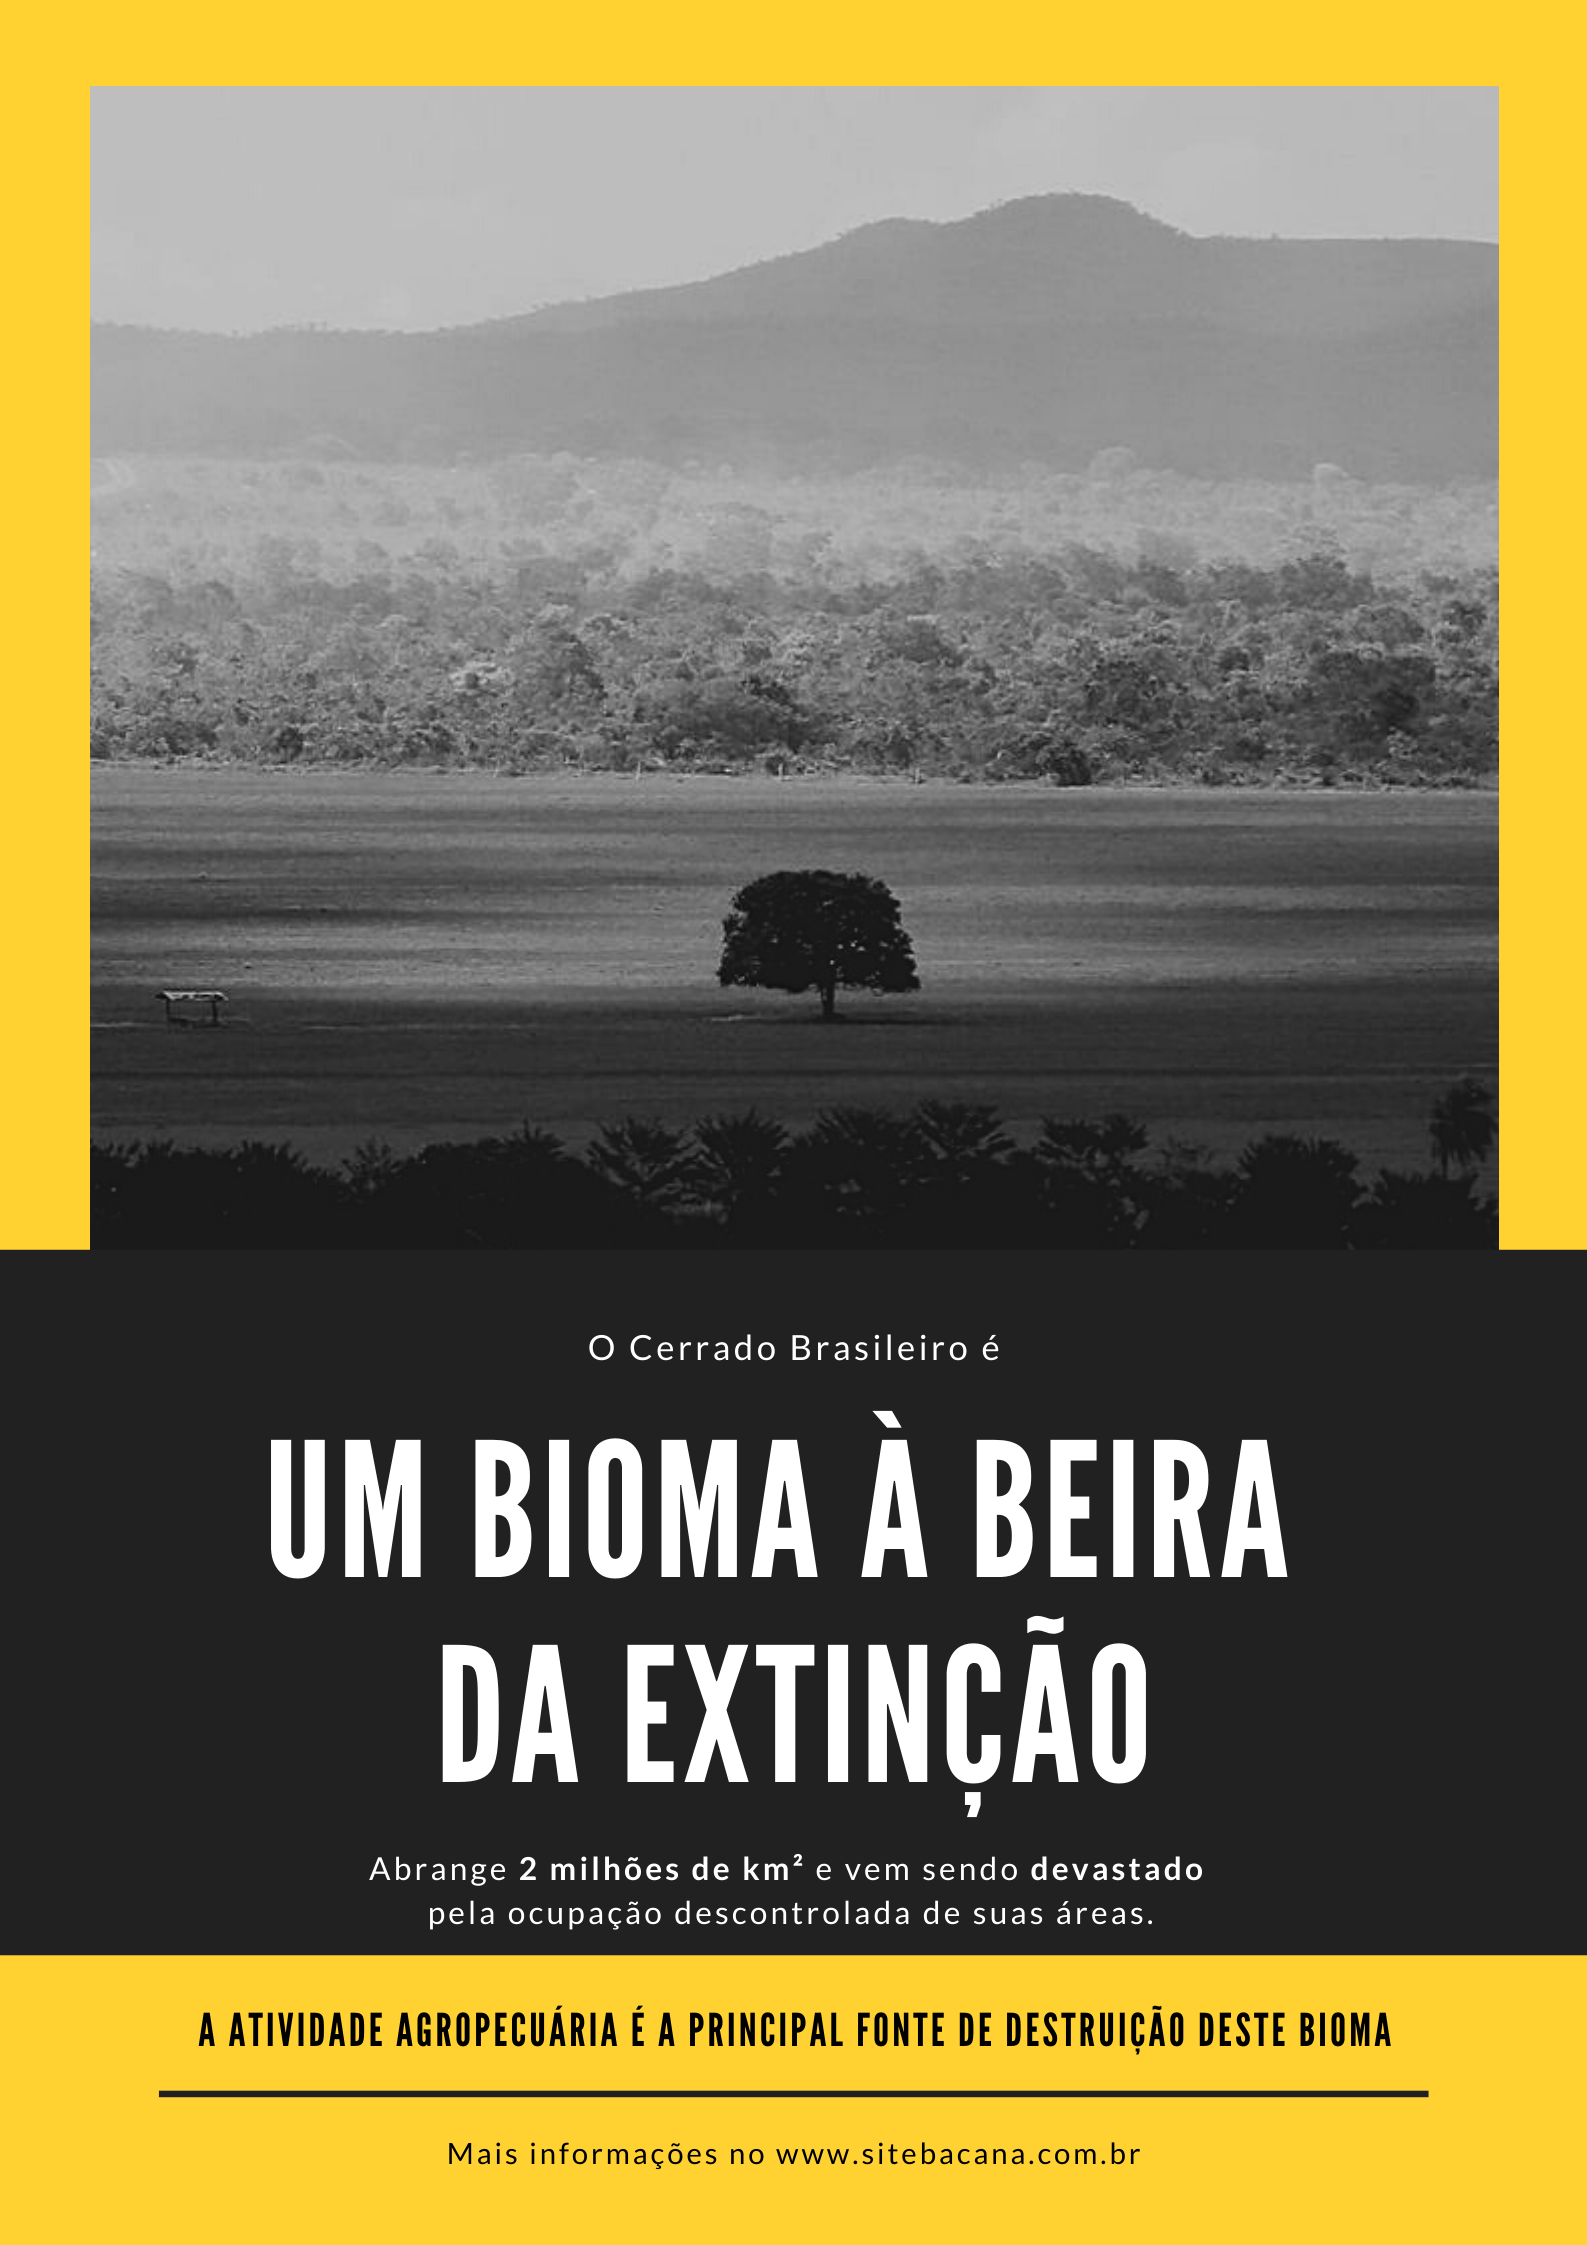 O Cerrado Brasileiro é
UM BIOMA À BEIRA
DA EXTINÇÃO
Abrange 2 milhões de km² e vem sendo devastado
pela ocupação descontrolada de suas áreas.
A ATIVIDADE AGROPECUÁRIA É A PRINCIPAL FONTE DE DESTRUIÇÃO DESTE BIOMA
Mais informações no www.sitebacana.com.br